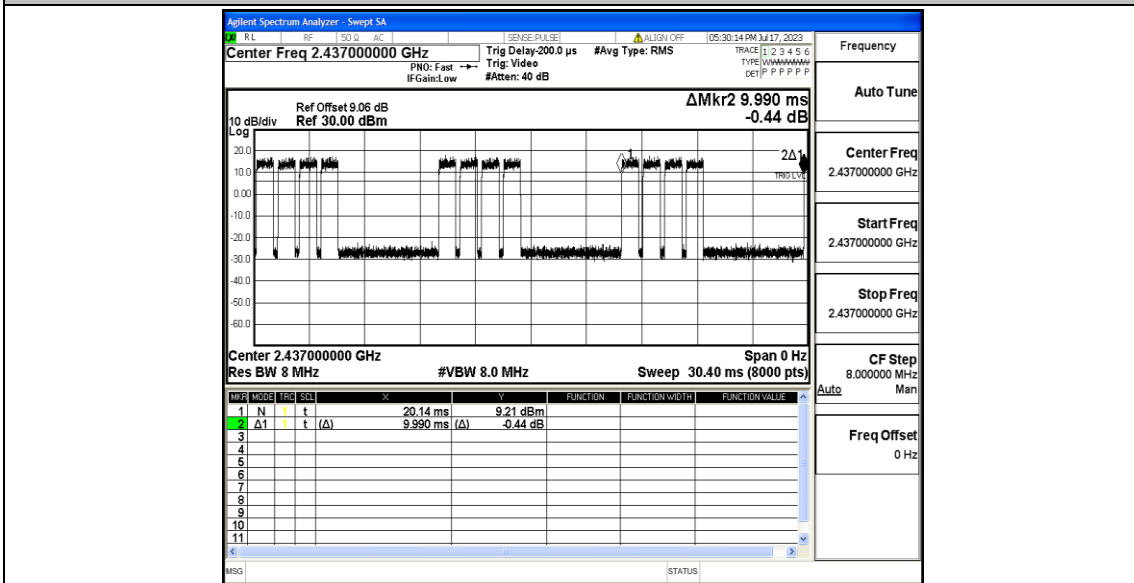 Agilent Spectrum Analyzer - Swept SA
LXI RL RF 50 Ω AC SENSE:PULSE ALIGN OFF 05:30:14 PM Jul 17, 2023
Center Freq 2.437000000 GHz
PNO: Fast
IFGain:Low
Trig Delay-200.0 µs
Trig: Video
#Atten: 40 dB
#Avg Type: RMS
TRACE 1 2 3 4 5 6
TYPE WWWWWW
DET P P P P P P
Frequency
Auto Tune
Center Freq
2.437000000 GHz
Start Freq
2.437000000 GHz
Stop Freq
2.437000000 GHz
CF Step
8.000000 MHz
Auto Man
Freq Offset
0 Hz
ΔMkr2 9.990 ms
-0.44 dB
Ref Offset 9.06 dB
10 dB/div Ref 30.00 dBm
Log
20.0
10.0
0.00
-10.0
-20.0
-30.0
-40.0
-50.0
-60.0
1
2Δ1
TRIG LVL
Center 2.437000000 GHz Span 0 Hz
Res BW 8 MHz #VBW 8.0 MHz Sweep 30.40 ms (8000 pts)
MKR MODE TRC SCL X Y FUNCTION FUNCTION WIDTH FUNCTION VALUE
1 N 1 t 20.14 ms 9.21 dBm
2 Δ1 1 t (Δ) 9.990 ms (Δ) -0.44 dB
3
4
5
6
7
8
9
10
11
MSG STATUS